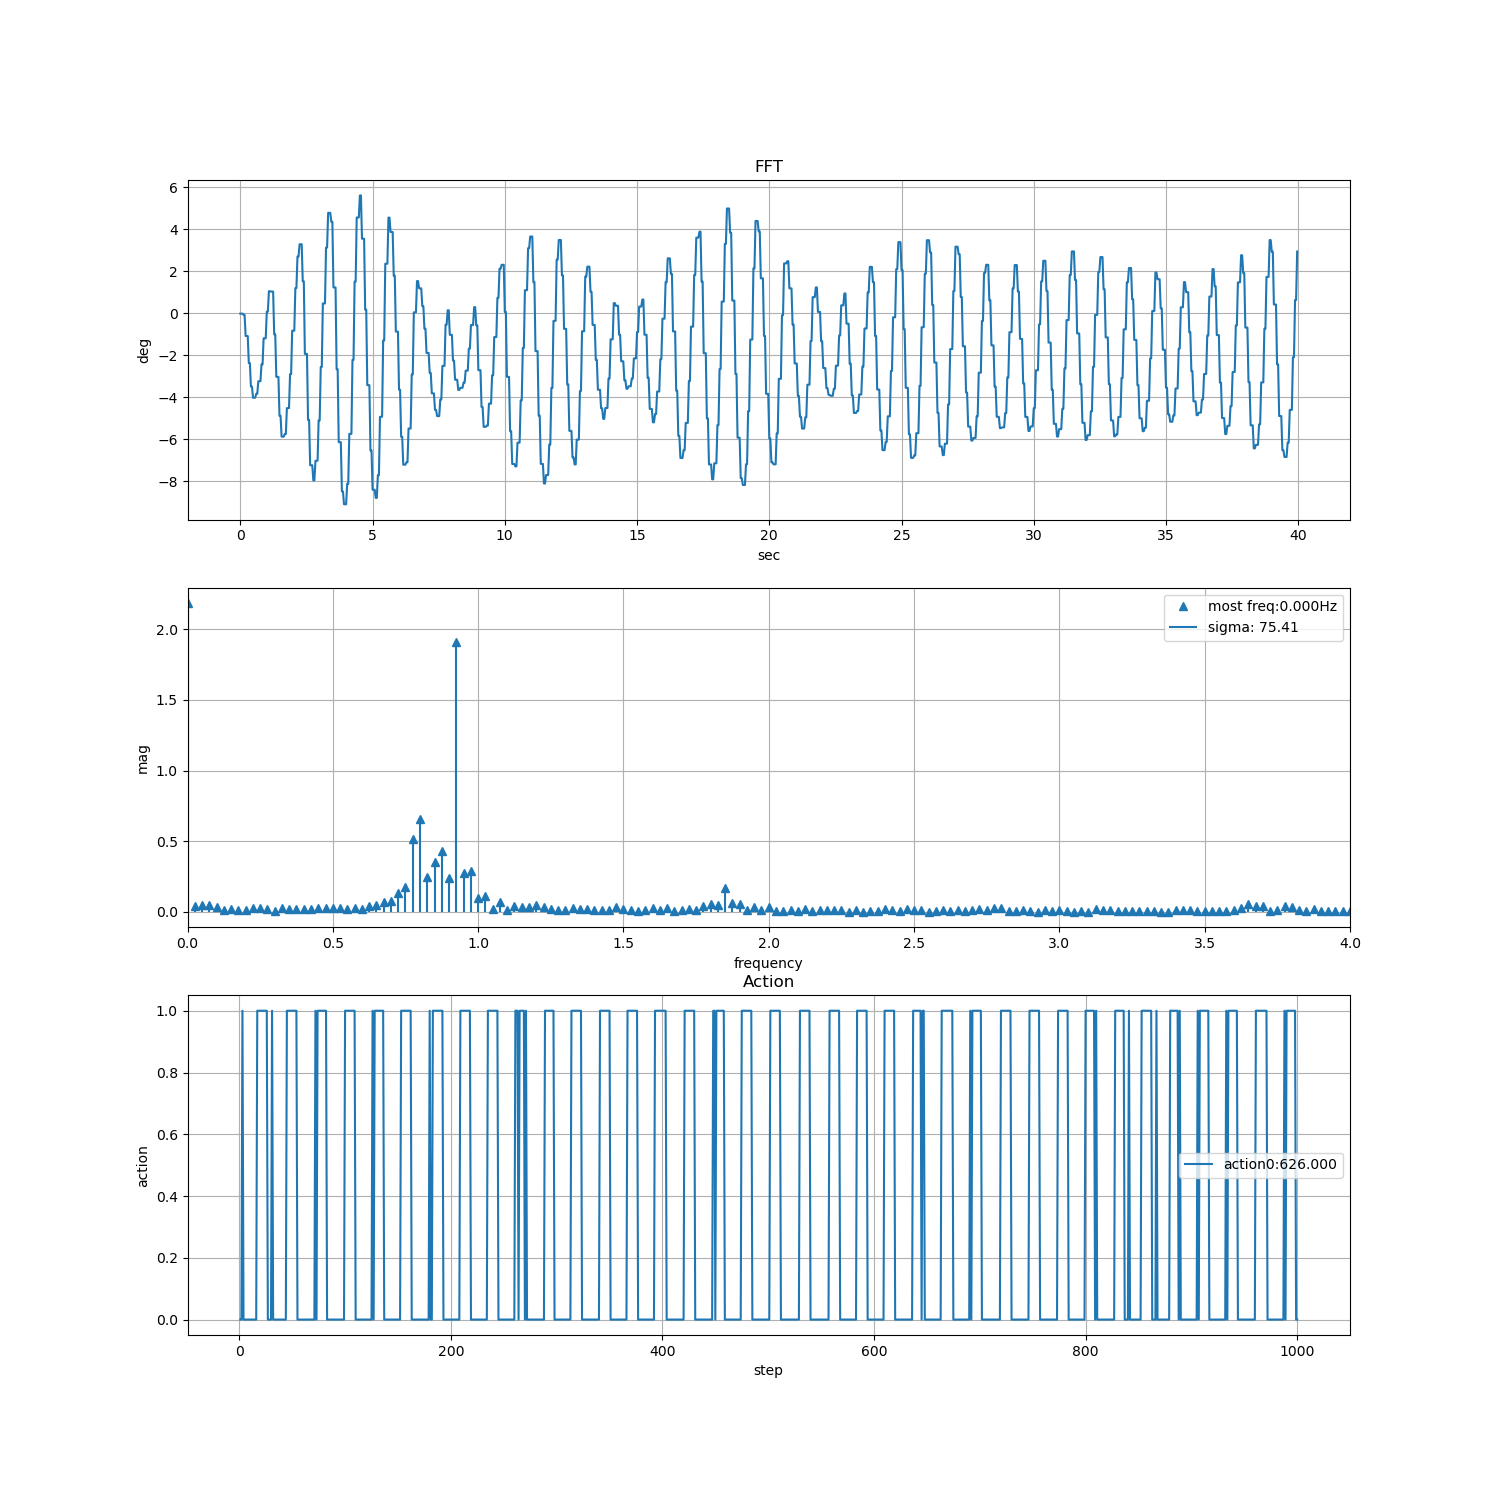 FFT
6
4
2
0
−2
−4
−6
−8
deg
0 5 10 15 20 25 30 35 40
sec
most freq:0.000Hz
sigma: 75.41
2.0
1.5
1.0
0.5
0.0
mag
0.0 0.5 1.0 1.5 2.0 2.5 3.0 3.5 4.0
frequency
Action
1.0
0.8
0.6
0.4
0.2
0.0
action
action0:626.000
0 200 400 600 800 1000
step